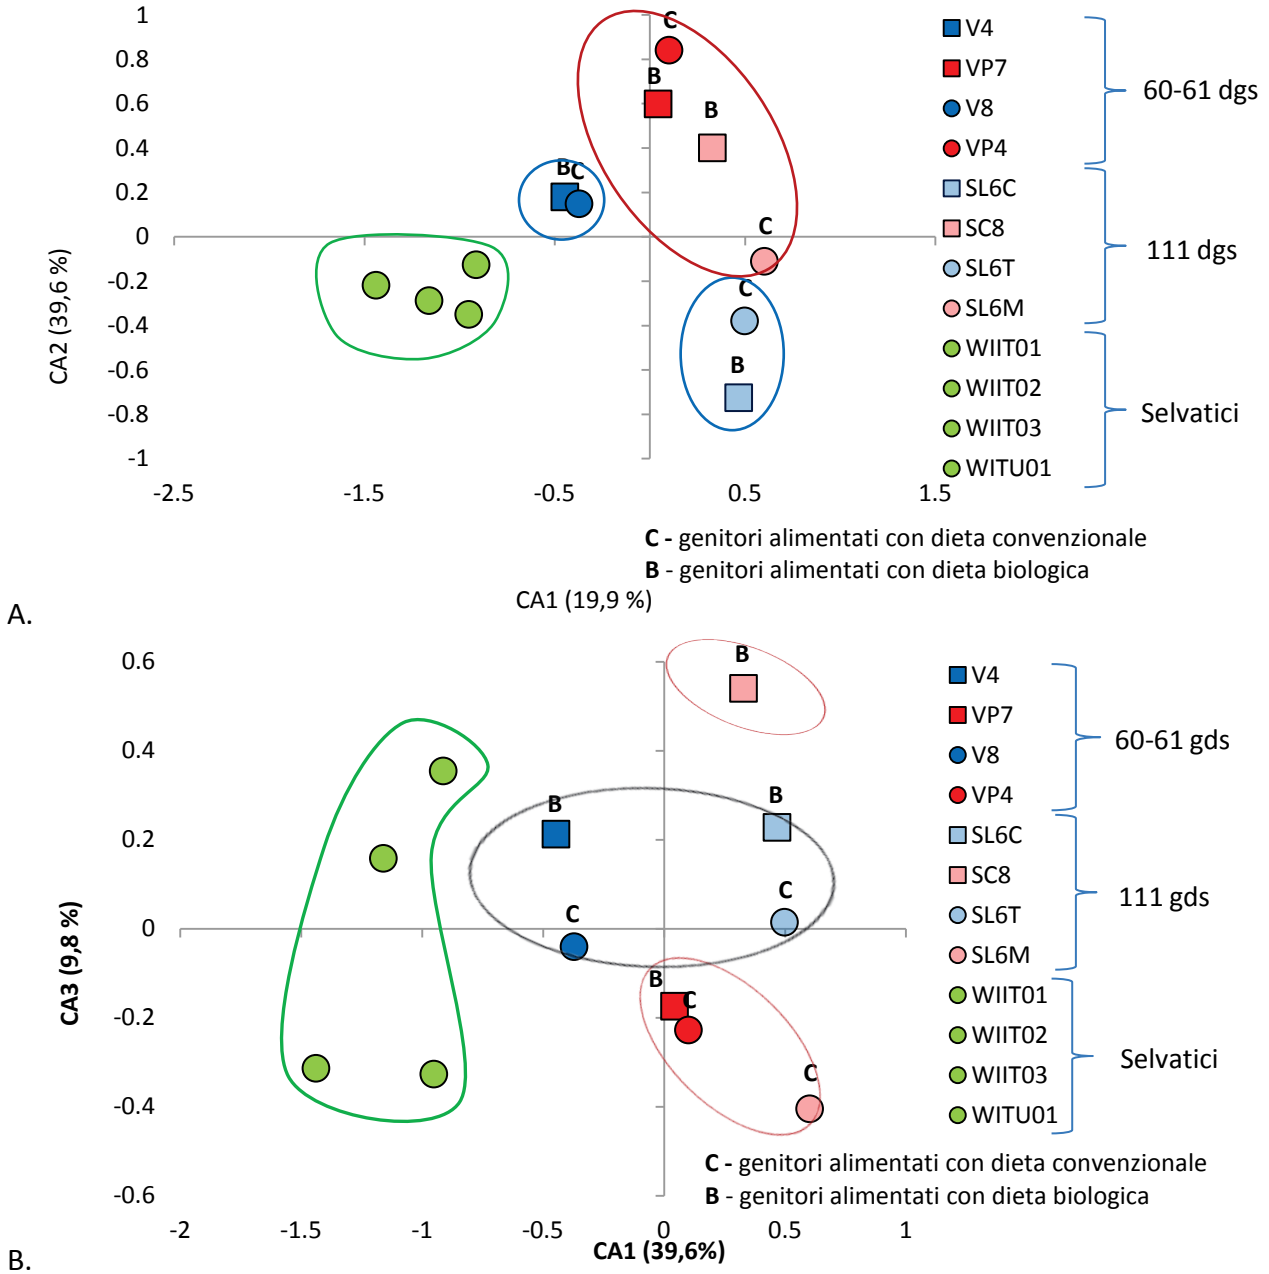 1
0.8
0.6
0.4
0.2
0
-0.2
-0.4
-0.6
-0.8
-1
CA2 (39,6 %)
-2.5
-1.5
-0.5
0.5
1.5
C
B
B
B
C
C
C
B
V4
VP7
V8
VP4
SL6C
SC8
SL6T
SL6M
WIIT01
WIIT02
WIIT03
WITU01
60-61 dgs
111 dgs
Selvatici
C - genitori alimentati con dieta convenzionale
B - genitori alimentati con dieta biologica
CA1 (19,9 %)
A.
0.6
0.4
0.2
0
-0.2
-0.4
-0.6
CA3 (9,8 %)
B
B
B
C
C
B
C
C
V4
VP7
V8
VP4
SL6C
SC8
SL6T
SL6M
WIIT01
WIIT02
WIIT03
WITU01
60-61 gds
111 gds
Selvatici
C - genitori alimentati con dieta convenzionale
B - genitori alimentati con dieta biologica
-2
-1.5
-1
-0.5
0
0.5
1
CA1 (39,6%)
B.